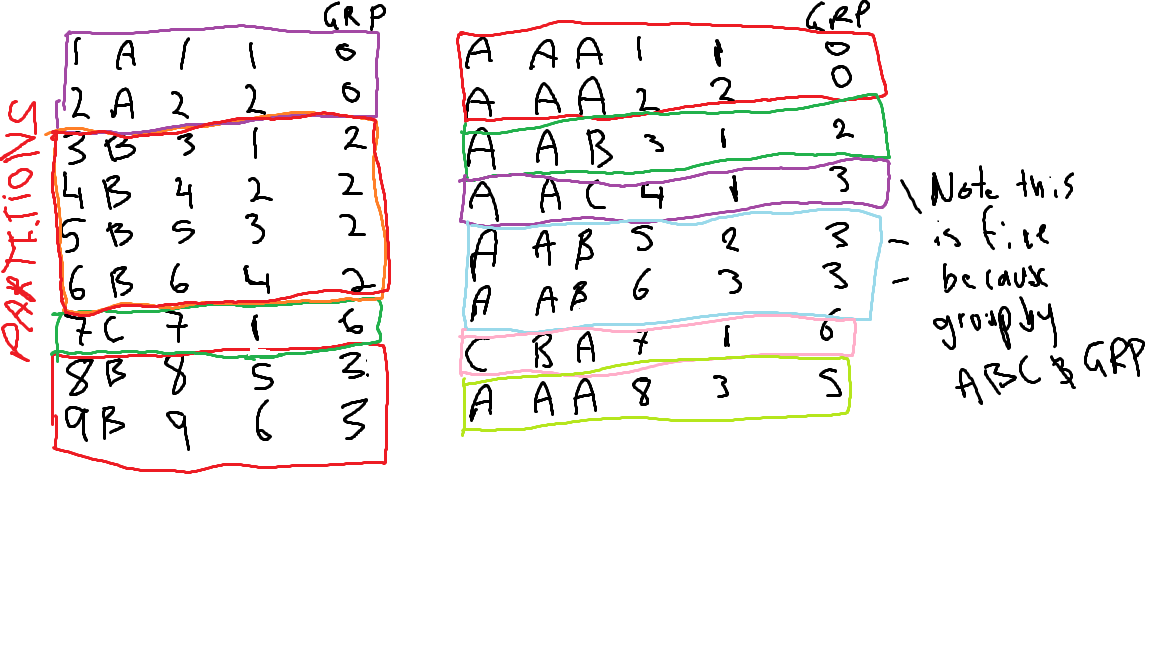 PARTITIONS
GRP
1 A 1 1 0
2 A 2 2 0
3 B 3 1 2
4 B 4 2 2
5 B 5 3 2
6 B 6 4 2
7 C 7 1 6
8 B 8 5 3
9 B 9 6 3
GRP
A A A 1 1 0
A A A 2 2 0
A A B 3 1 2
A A C 4 1 3
A A B 5 2 3
A A B 6 3 3
C B A 7 1 6
A A A 8 3 5
\ Note this
- is fine
- because
group by
A B C & GRP